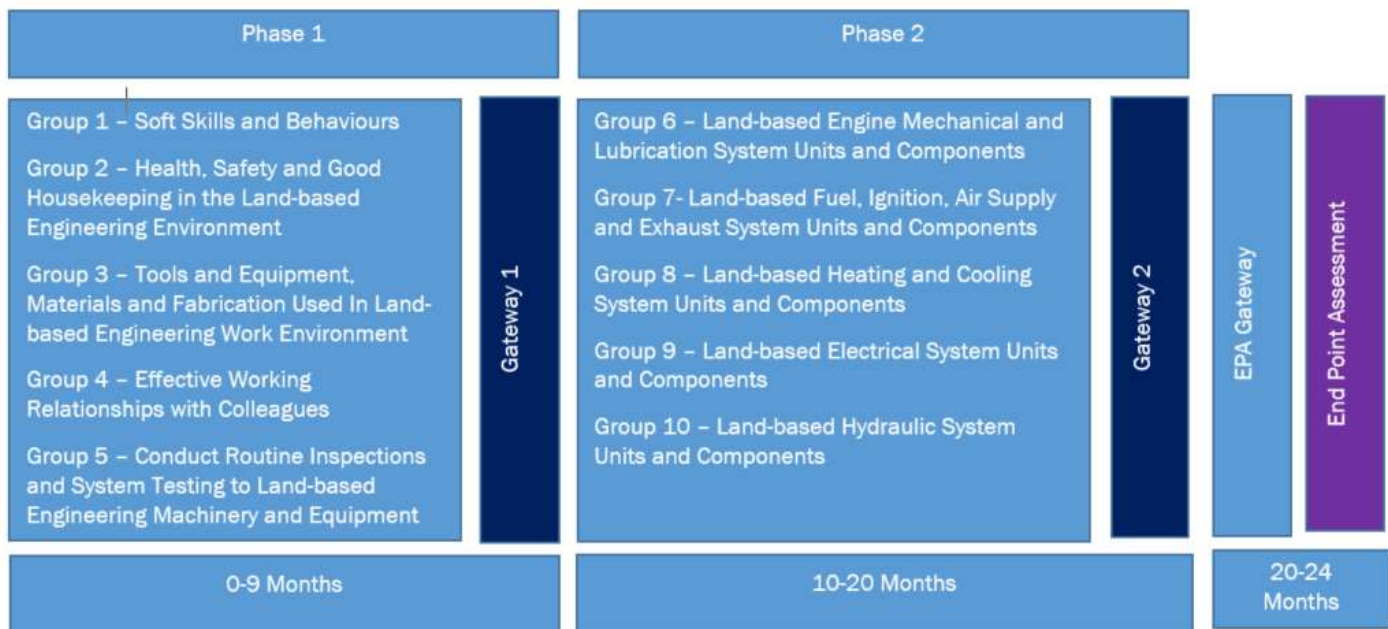 Phase 1
Phase 2
Group 1 – Soft Skills and Behaviours
Group 2 – Health, Safety and Good
Housekeeping in the Land-based
Engineering Environment
Group 3 – Tools and Equipment,
Materials and Fabrication Used In Land-
based Engineering Work Environment
Group 4 – Effective Working
Relationships with Colleagues
Group 5 – Conduct Routine Inspections
and System Testing to Land-based
Engineering Machinery and Equipment
Gateway 1
Group 6 – Land-based Engine Mechanical and
Lubrication System Units and Components
Group 7- Land-based Fuel, Ignition, Air Supply
and Exhaust System Units and Components
Group 8 – Land-based Heating and Cooling
System Units and Components
Group 9 – Land-based Electrical System Units
and Components
Group 10 – Land-based Hydraulic System
Units and Components
Gateway 2
EPA Gateway
End Point Assessment
0-9 Months
10-20 Months
20-24
Months